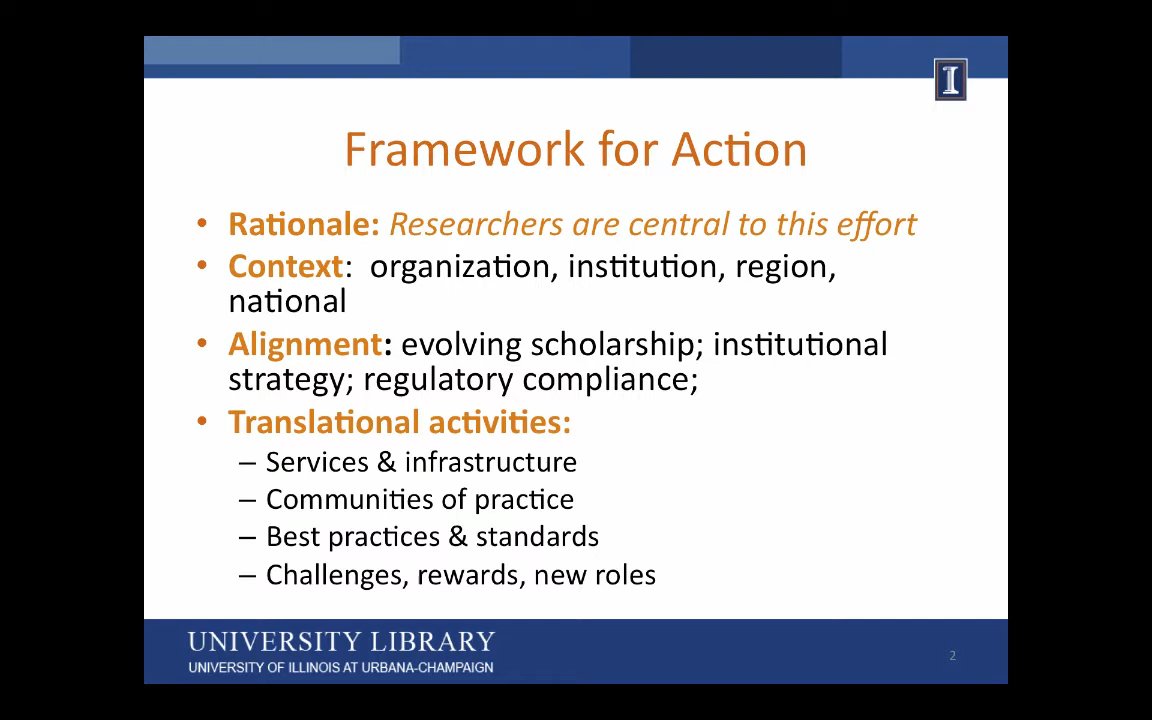 I
Framework for Action
• Rationale: Researchers are central to this effort
• Context: organization, institution, region,
national
• Alignment: evolving scholarship; institutional
strategy; regulatory compliance;
• Translational activities:
– Services & infrastructure
– Communities of practice
– Best practices & standards
– Challenges, rewards, new roles
UNIVERSITY LIBRARY
UNIVERSITY OF ILLINOIS AT URBANA-CHAMPAIGN
2